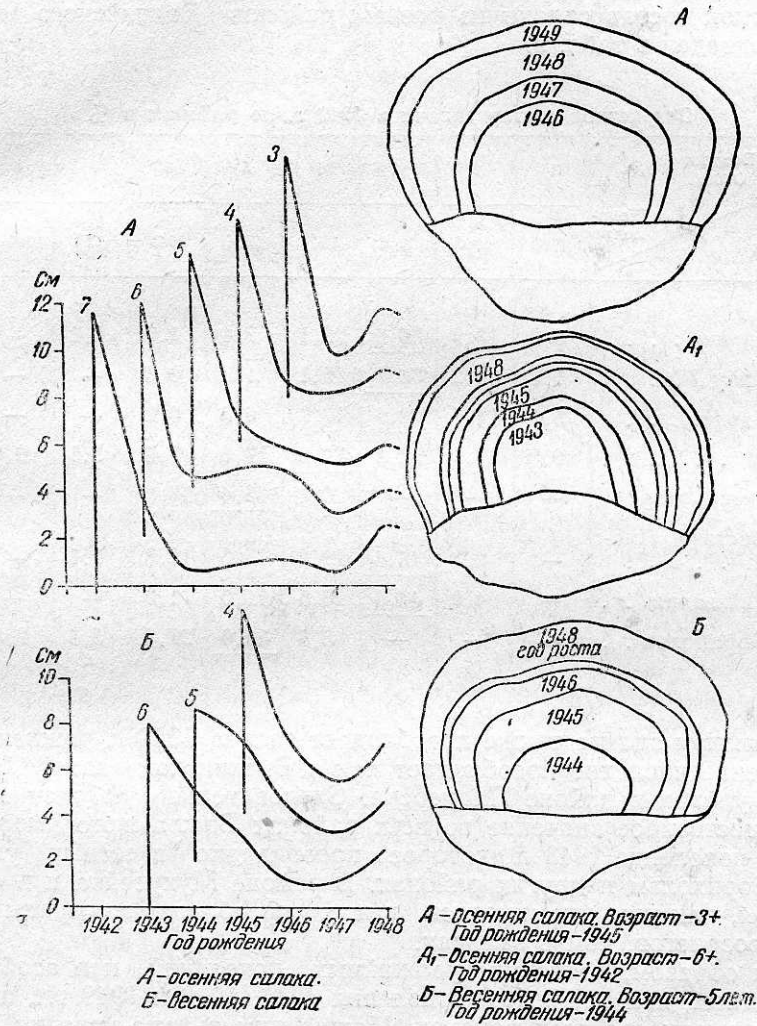 А
1949
1948
1947
1946
А
См
12
10
8
6
4
2
0
7
6
5
4
3
А₁
1948
1945
1944
1943
Б
См
10
8
6
4
2
0
6
5
4
1942 1943 1944 1945 1946 1947 1948
Год рождения
А-осенняя салака.
Б-весенняя салака
Б
1948
год роста
1946
1945
1944
А-осенняя салака. Возраст-3+.
Год рождения-1945
А₁-осенняя салака. Возраст-6+.
Год рождения-1942
Б-Весенняя салака. Возраст-5лет.
Год рождения-1944